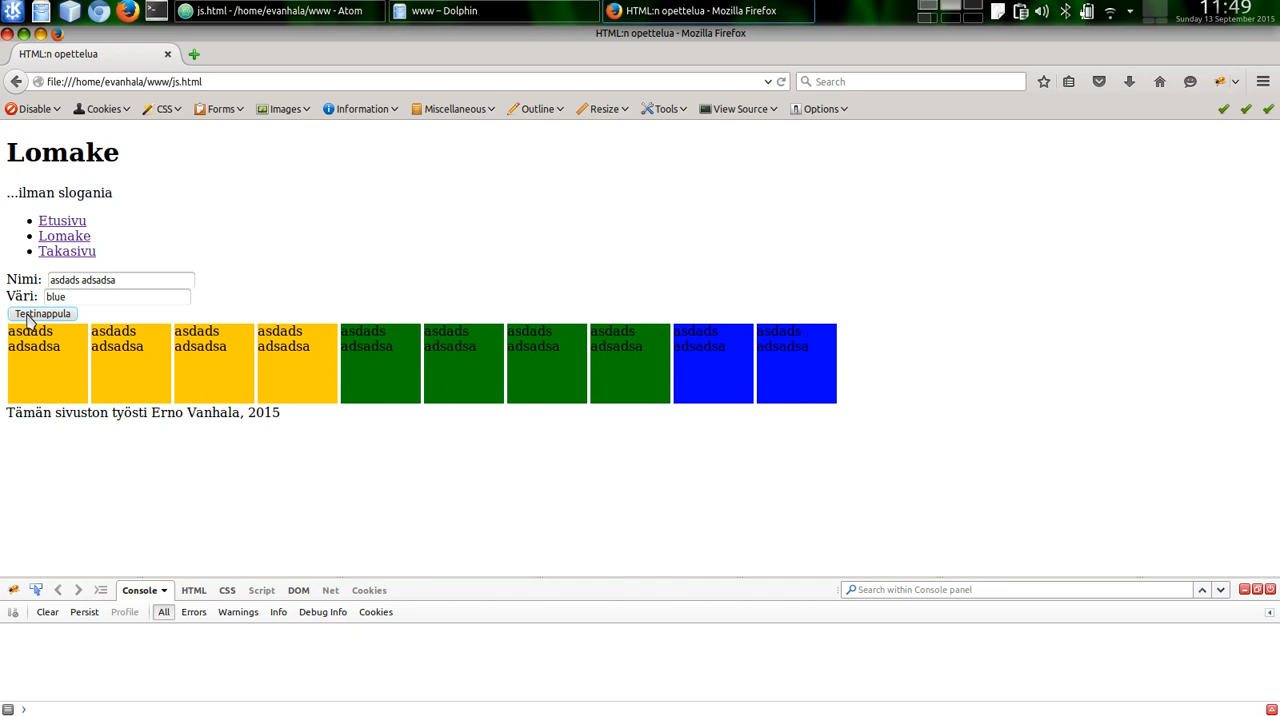 js.html - /home/evanhala/www - Atom
www – Dolphin
HTML:n opettelua - Mozilla Firefox
11:49
Sunday 13 September 2015
HTML:n opettelua - Mozilla Firefox
HTML:n opettelua
file:///home/evanhala/www/js.html
Search
Disable Cookies CSS Forms Images Information Miscellaneous Outline Resize Tools View Source Options
Lomake
...ilman slogania
Etusivu
Lomake
Takasivu
Nimi: asdads adsadsa
Väri: blue
Testinappula
asdads asdads asdads asdads asdads asdads asdads asdads asdads asdads
adsadsa adsadsa adsadsa adsadsa adsadsa adsadsa adsadsa adsadsa adsadsa adsadsa
Tämän sivuston työsti Erno Vanhala, 2015
Console HTML CSS Script DOM Net Cookies
Search within Console panel
Clear Persist Profile All Errors Warnings Info Debug Info Cookies